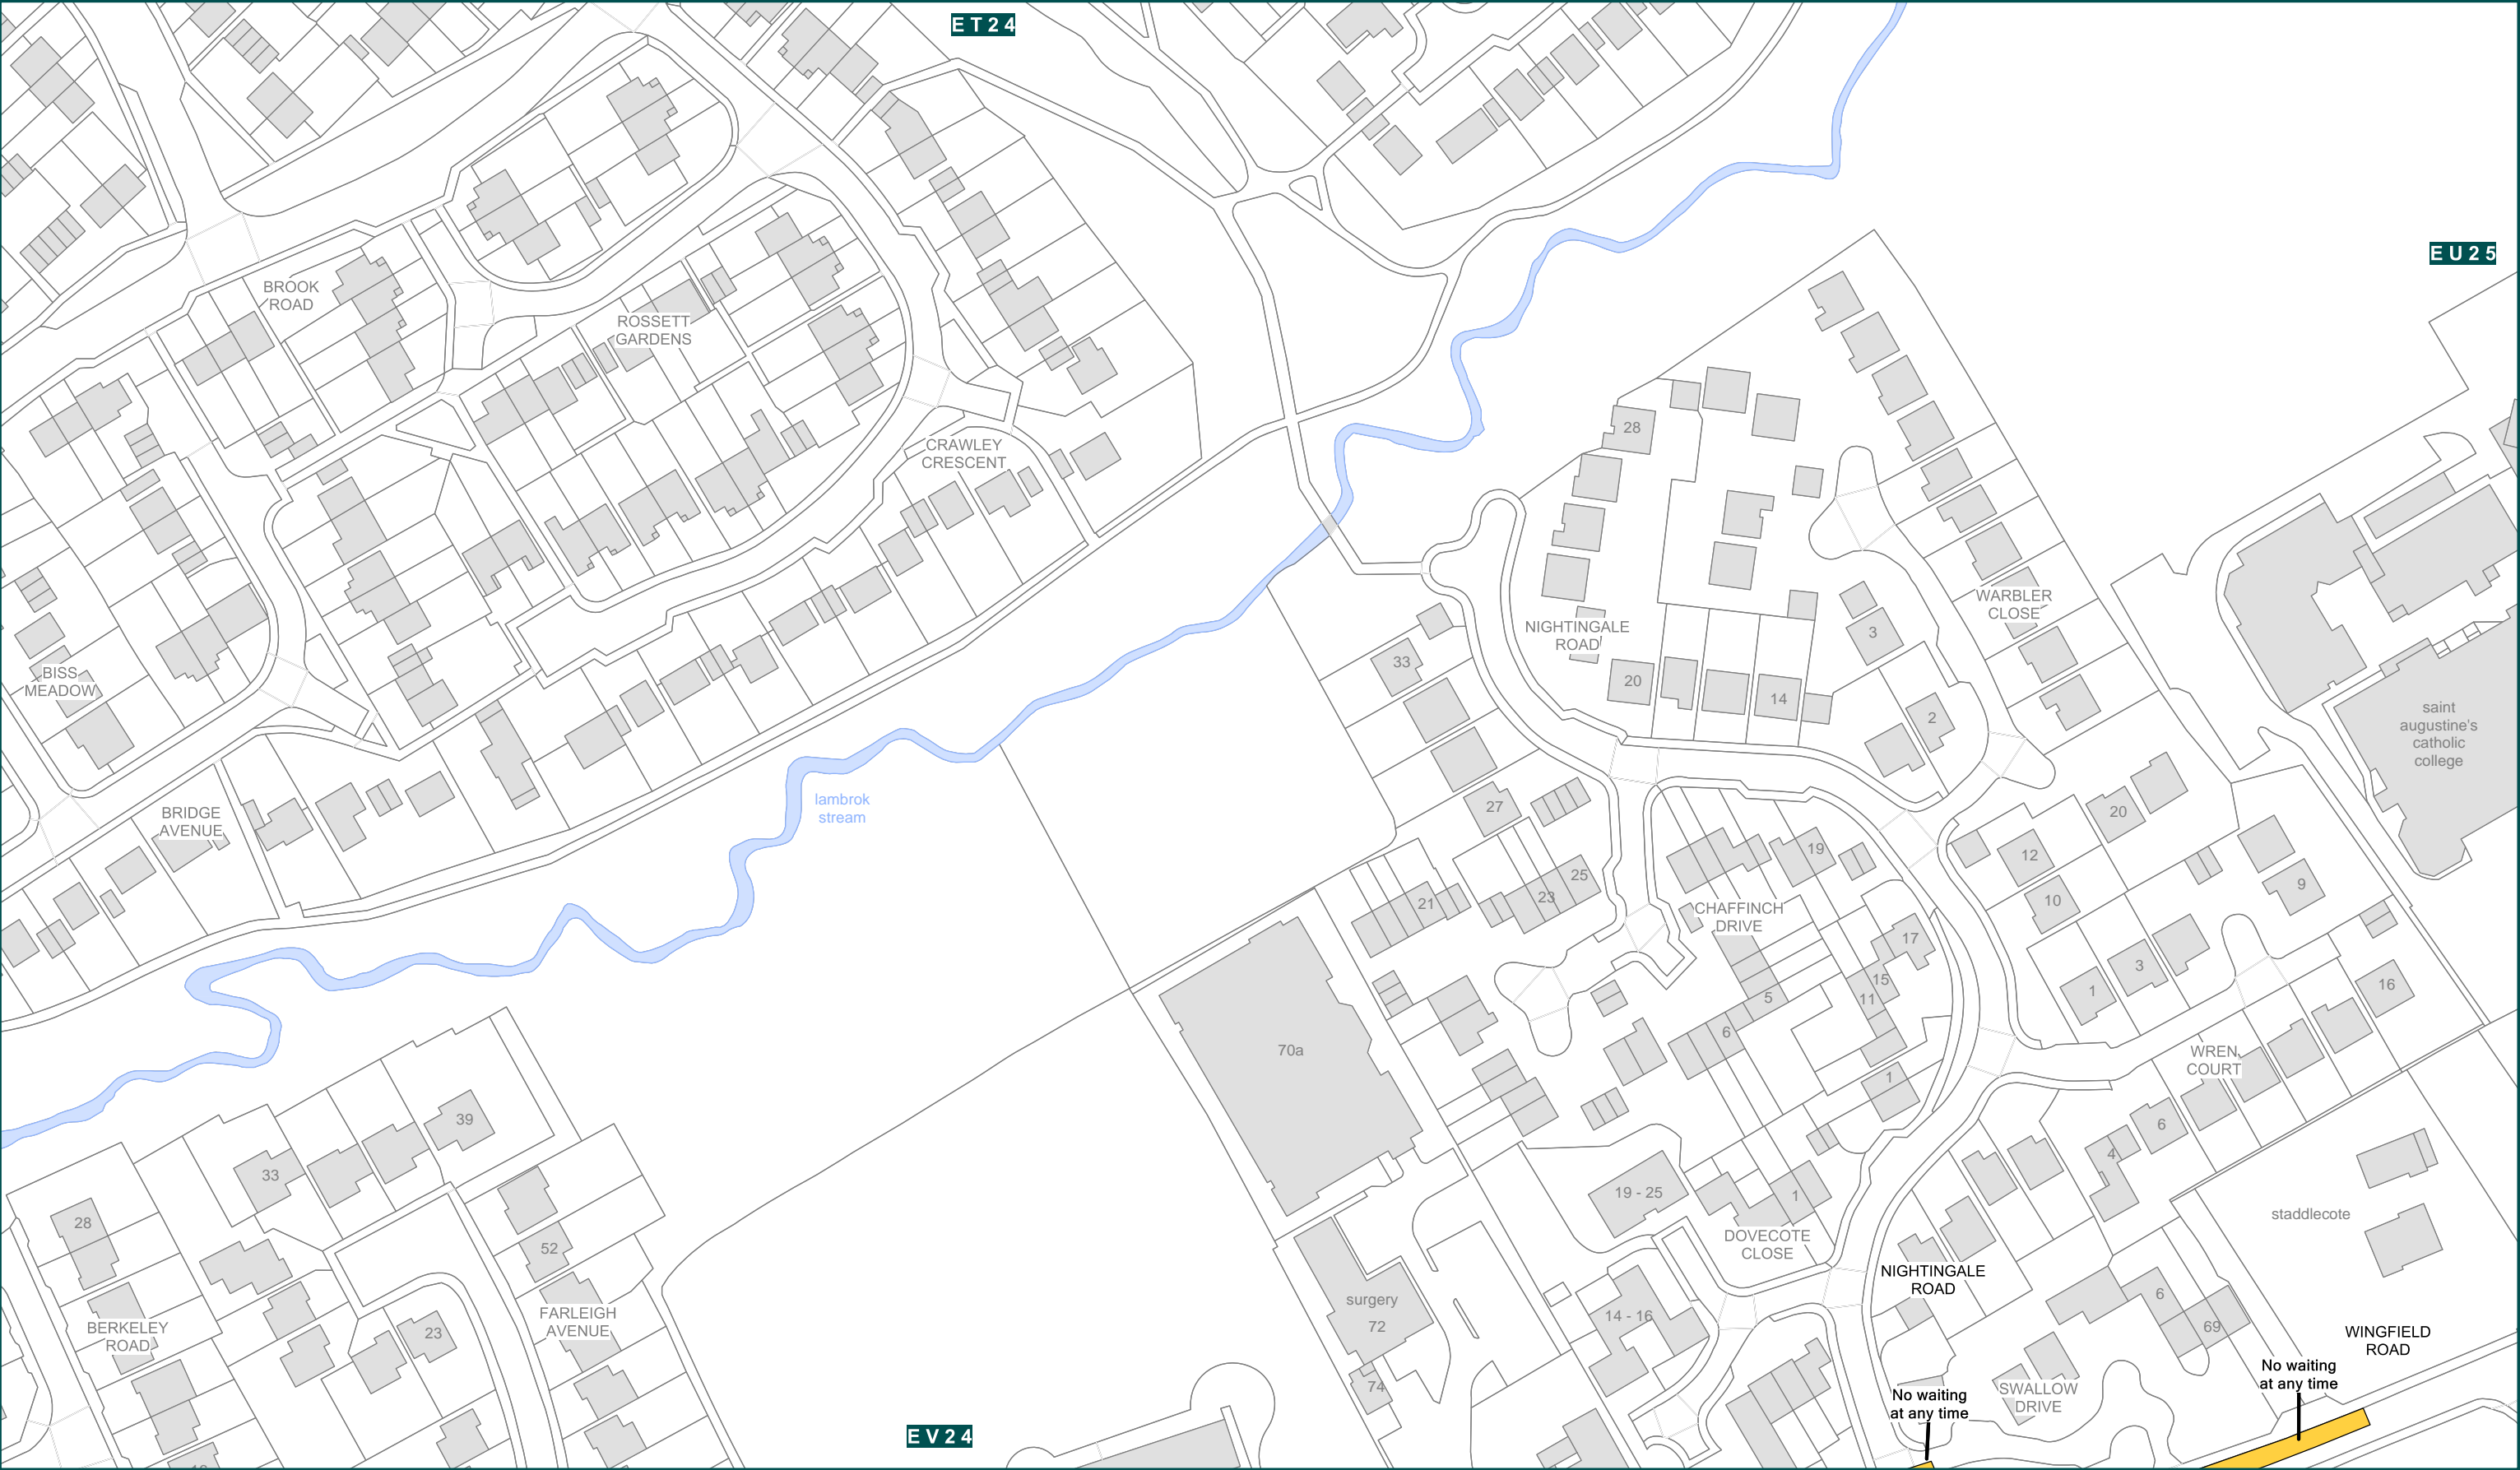 ET24
EU25
BROOK
ROAD
ROSSETT
GARDENS
28
CRAWLEY
CRESCENT
WARBLER
CLOSE
NIGHTINGALE
ROAD
3
33
BISS
MEADOW
20
14
2
saint
augustine's
catholic
college
lambrok
stream
27
BRIDGE
AVENUE
20
19
12
25
23
21
9
10
CHAFFINCH
DRIVE
17
3
15
16
1
5
11
6
70a
WREN
COURT
1
39
6
4
33
19 - 25
1
28
staddlecote
DOVECOTE
CLOSE
52
NIGHTINGALE
ROAD
6
surgery
72
14 - 16
69
FARLEIGH
AVENUE
BERKELEY
ROAD
23
WINGFIELD
ROAD
No waiting
at any time
74
SWALLOW
DRIVE
No waiting
at any time
EV24